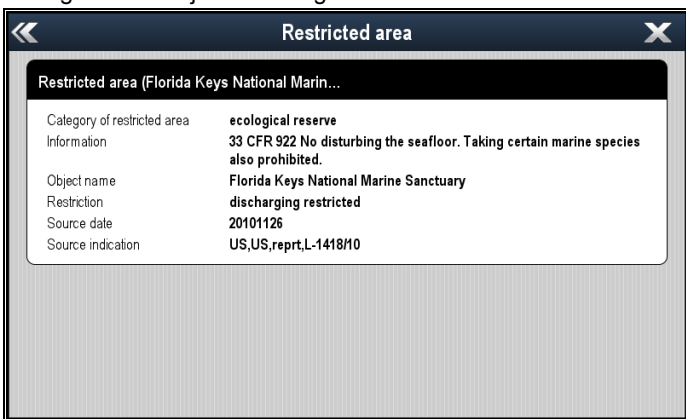 Restricted area
Restricted area (Florida Keys National Marin...
Category of restricted area ecological reserve
Information 33 CFR 922 No disturbing the seafloor. Taking certain marine species
also prohibited.
Object name Florida Keys National Marine Sanctuary
Restriction discharging restricted
Source date 20101126
Source indication US,US,reprt,L-1418/10